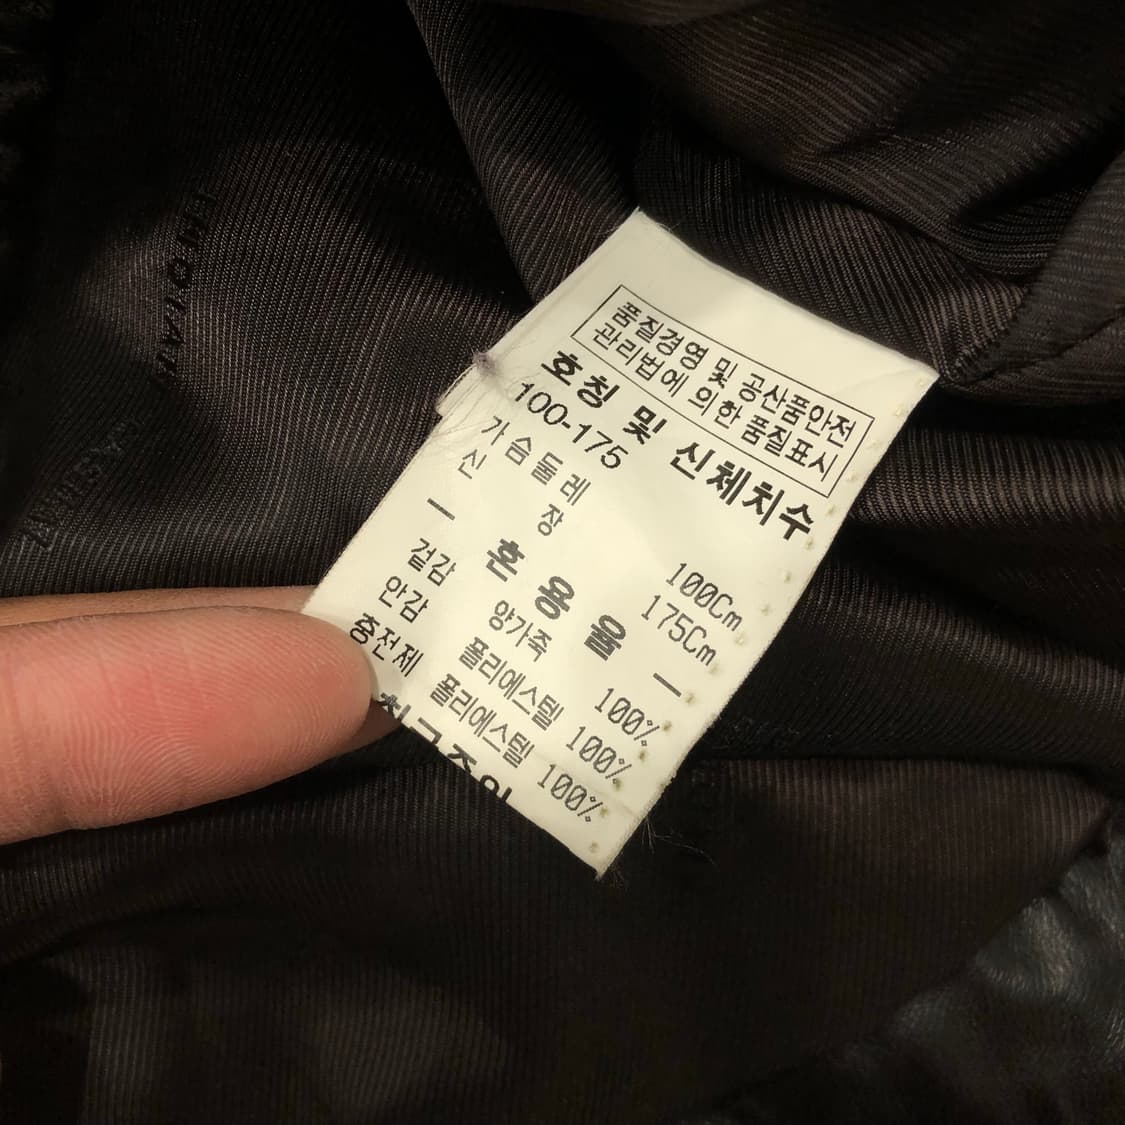 품질경영 및 공산품안전
관리법에 의한 품질표시
호칭 및 신체치수
100-175
가슴둘레 100Cm
신 장 175Cm
— 혼 용 율 —
겉감 양가죽 100%
안감 폴리에스텔 100%
충전제 폴리에스텔 100%